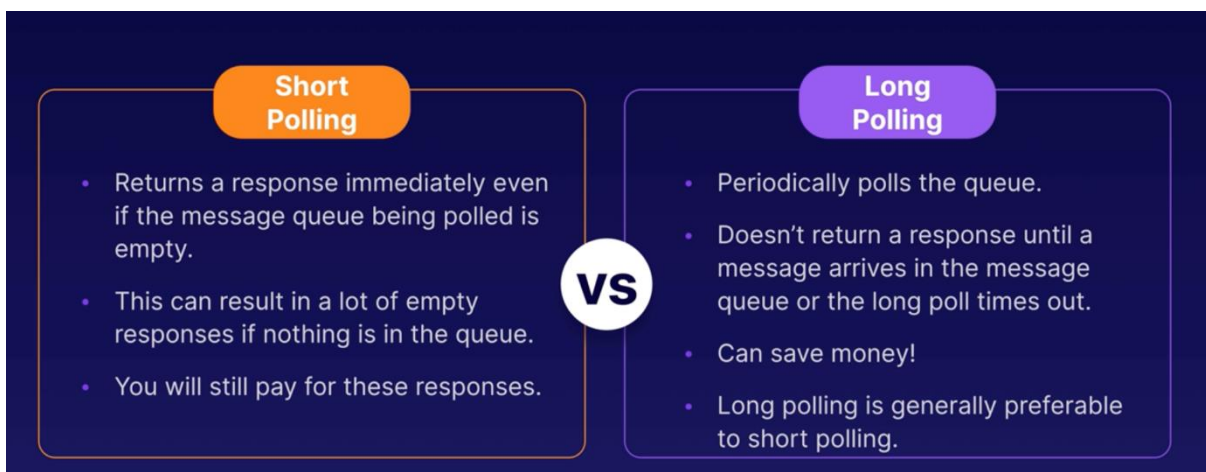 Short
Polling
• Returns a response immediately even
if the message queue being polled is
empty.
• This can result in a lot of empty
responses if nothing is in the queue.
• You will still pay for these responses.
vs
Long
Polling
• Periodically polls the queue.
• Doesn’t return a response until a
message arrives in the message
queue or the long poll times out.
• Can save money!
• Long polling is generally preferable
to short polling.